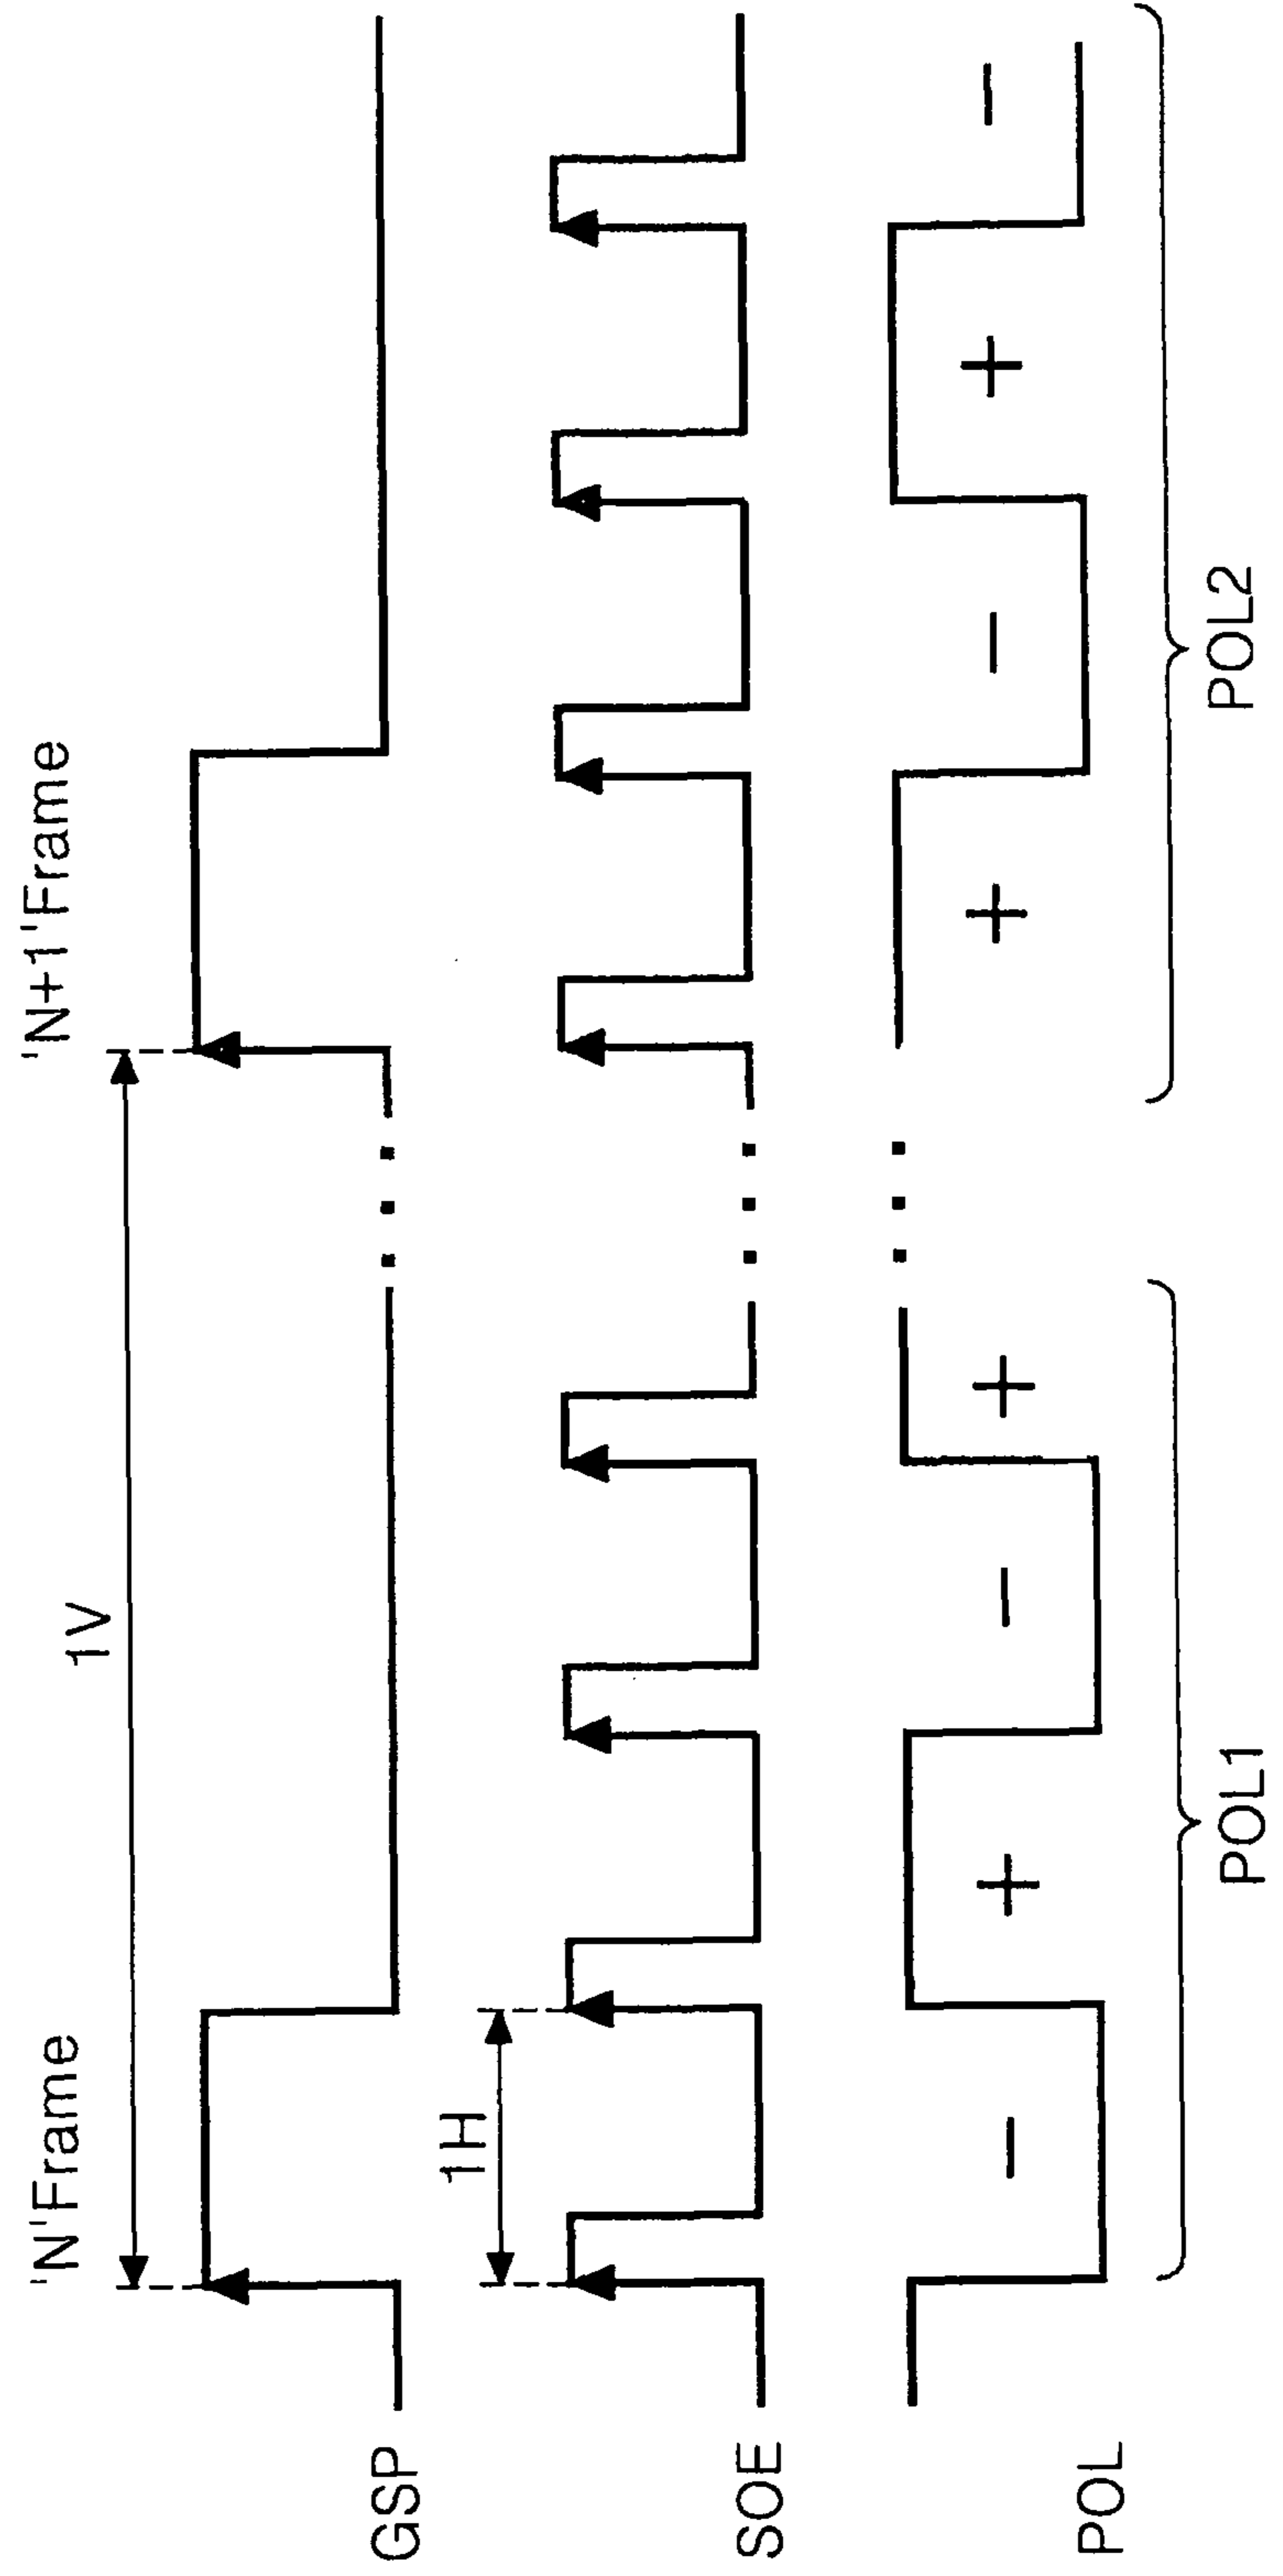 'N'Frame 'N+1'Frame
1V
GSP
1H
SOE
POL − + − + + − + −
POL1 POL2